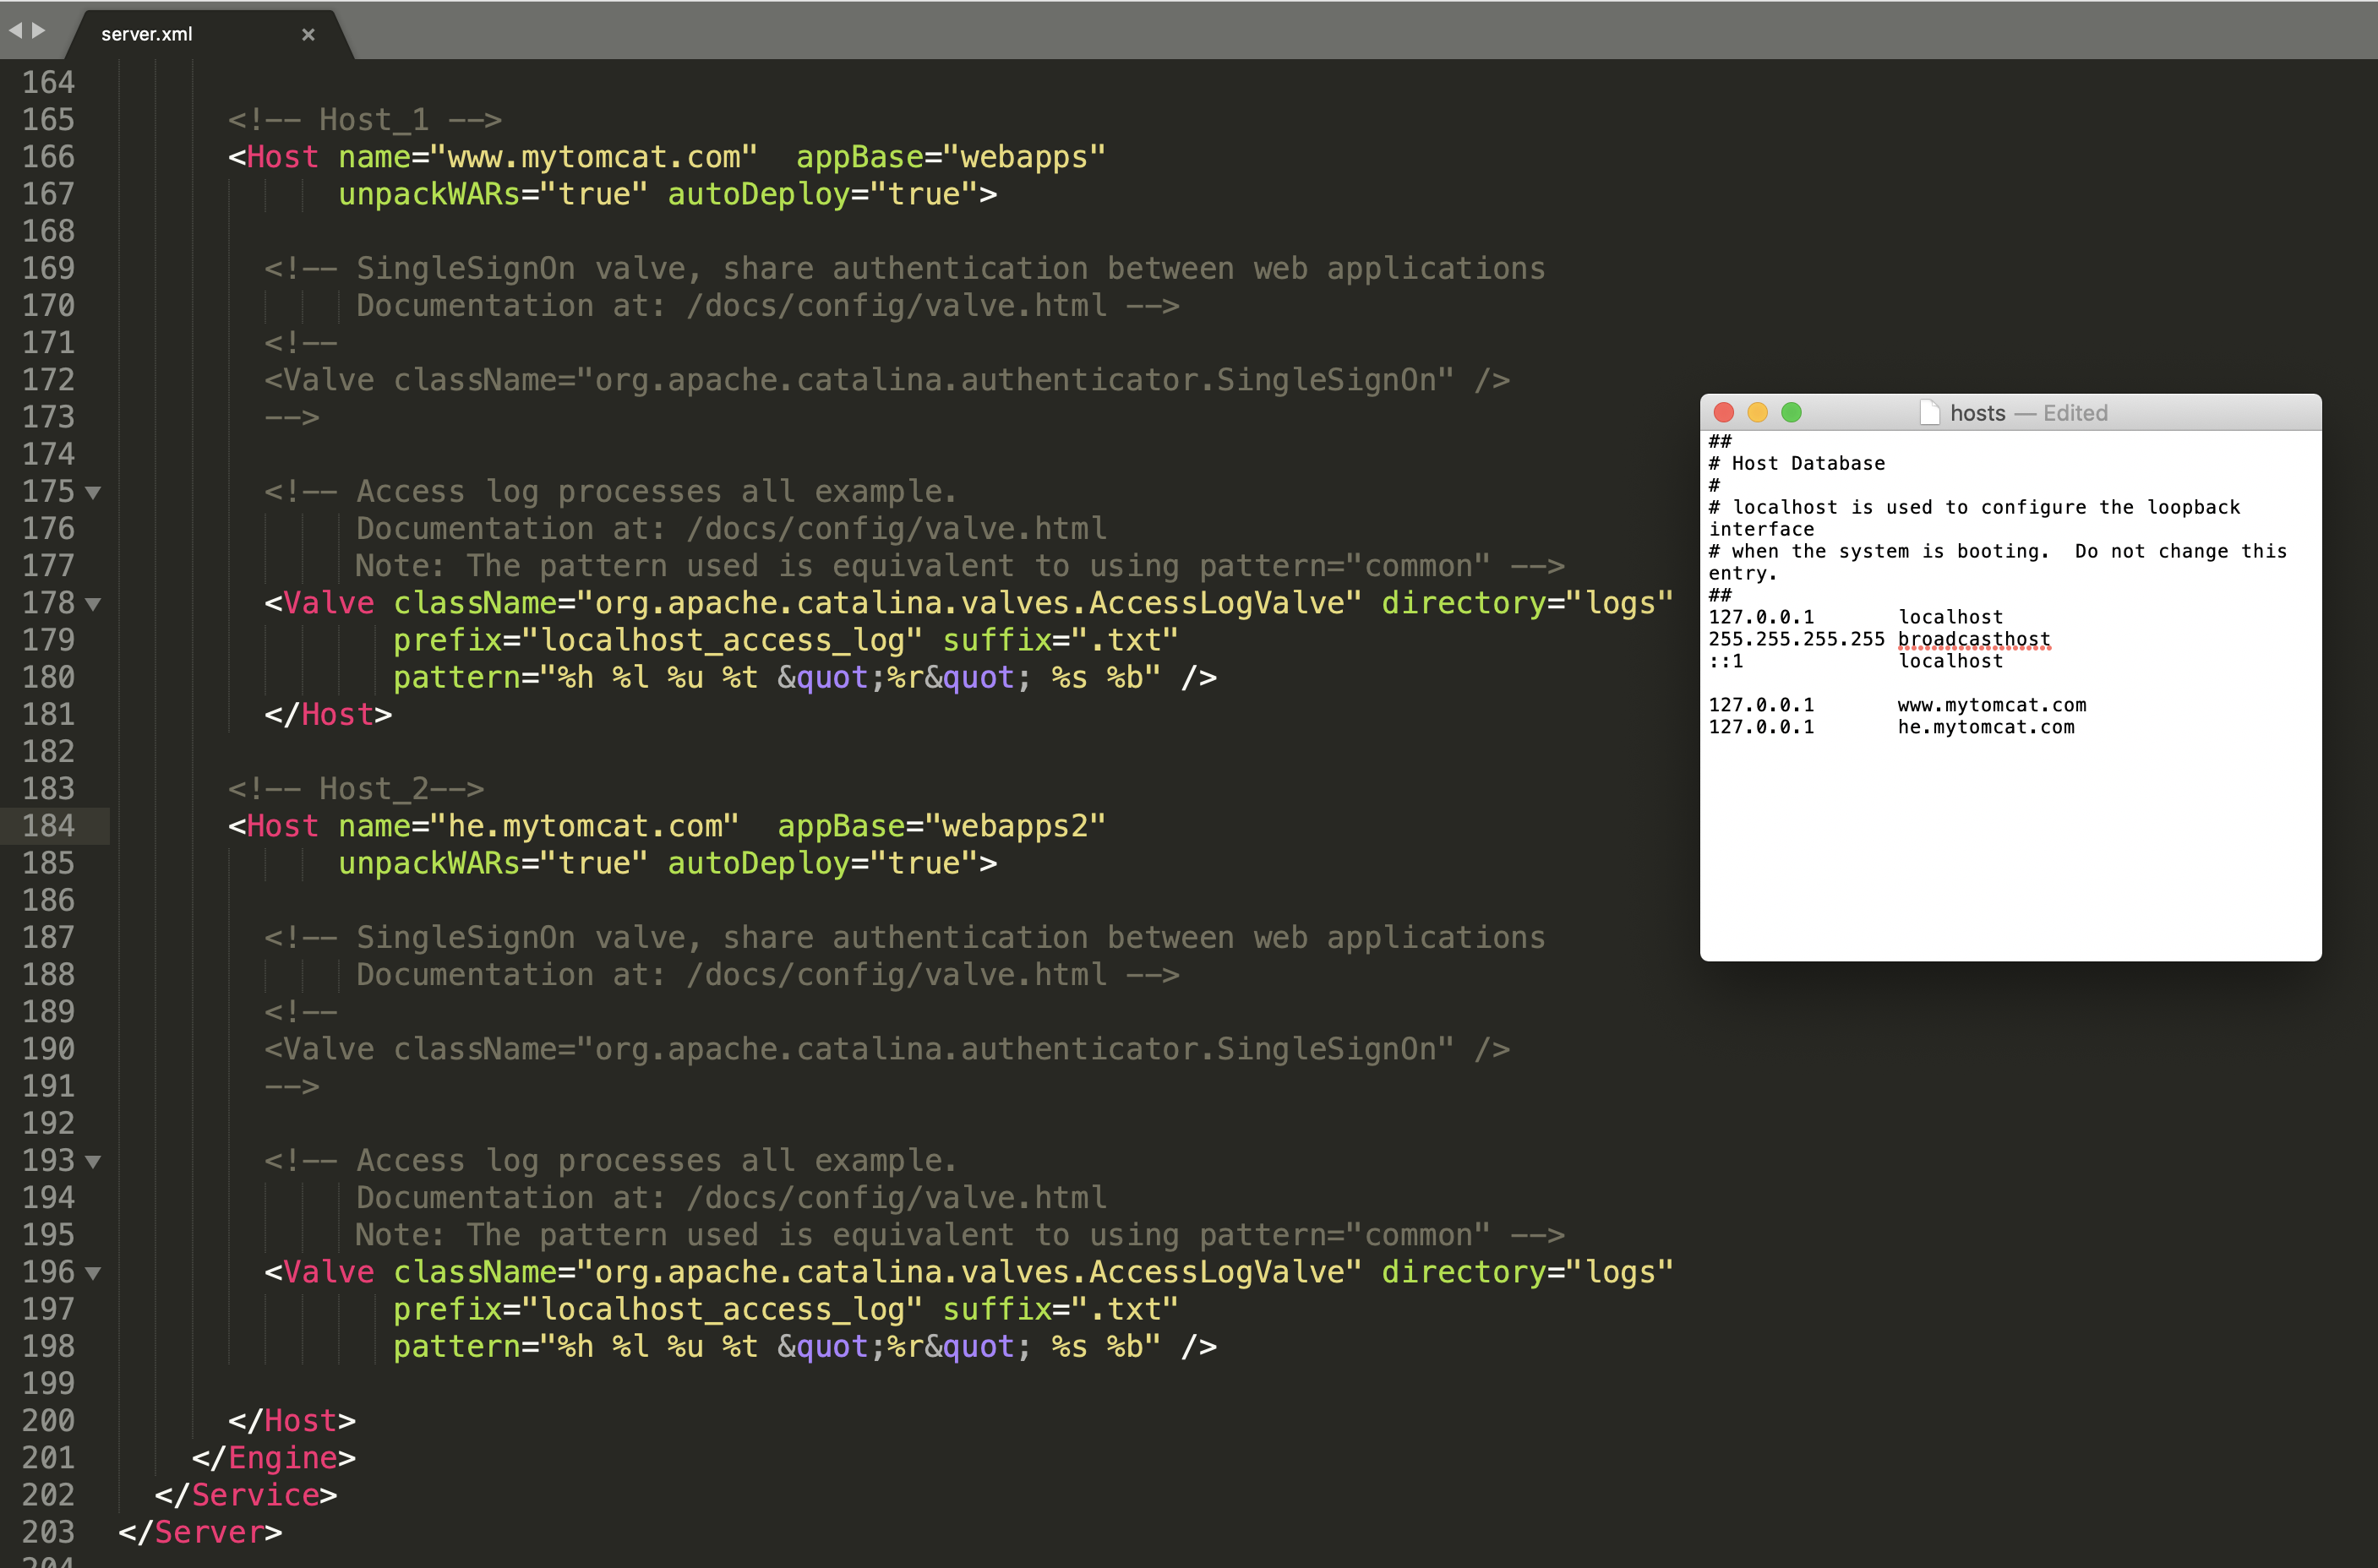 server.xml ×
164
165 <!-- Host_1 -->
166 <Host name="www.mytomcat.com"  appBase="webapps"
167 unpackWARs="true" autoDeploy="true">
168
169 <!-- SingleSignOn valve, share authentication between web applications
170 Documentation at: /docs/config/valve.html -->
171 <!--
172 <Valve className="org.apache.catalina.authenticator.SingleSignOn" />
173 -->
174
175 <!-- Access log processes all example.
176 Documentation at: /docs/config/valve.html
177 Note: The pattern used is equivalent to using pattern="common" -->
178 <Valve className="org.apache.catalina.valves.AccessLogValve" directory="logs"
179 prefix="localhost_access_log" suffix=".txt"
180 pattern="%h %l %u %t &quot;%r&quot; %s %b" />
181 </Host>
182
183 <!-- Host_2-->
184 <Host name="he.mytomcat.com"  appBase="webapps2"
185 unpackWARs="true" autoDeploy="true">
186
187 <!-- SingleSignOn valve, share authentication between web applications
188 Documentation at: /docs/config/valve.html -->
189 <!--
190 <Valve className="org.apache.catalina.authenticator.SingleSignOn" />
191 -->
192
193 <!-- Access log processes all example.
194 Documentation at: /docs/config/valve.html
195 Note: The pattern used is equivalent to using pattern="common" -->
196 <Valve className="org.apache.catalina.valves.AccessLogValve" directory="logs"
197 prefix="localhost_access_log" suffix=".txt"
198 pattern="%h %l %u %t &quot;%r&quot; %s %b" />
199
200 </Host>
201 </Engine>
202 </Service>
203 </Server>
204
hosts — Edited
##
# Host Database
#
# localhost is used to configure the loopback
interface
# when the system is booting.  Do not change this
entry.
##
127.0.0.1 localhost
255.255.255.255 broadcasthost
::1 localhost
127.0.0.1 www.mytomcat.com
127.0.0.1 he.mytomcat.com